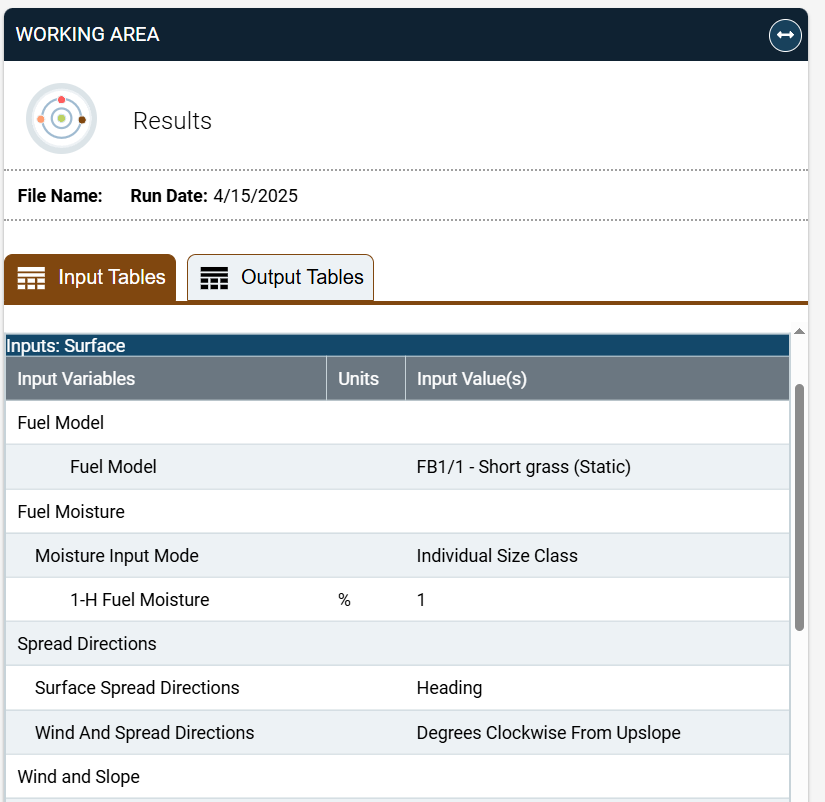 WORKING AREA
Results
File Name: Run Date: 4/15/2025
Input Tables Output Tables
Inputs: Surface
Input Variables Units Input Value(s)
Fuel Model
Fuel Model FB1/1 - Short grass (Static)
Fuel Moisture
Moisture Input Mode Individual Size Class
1-H Fuel Moisture % 1
Spread Directions
Surface Spread Directions Heading
Wind And Spread Directions Degrees Clockwise From Upslope
Wind and Slope